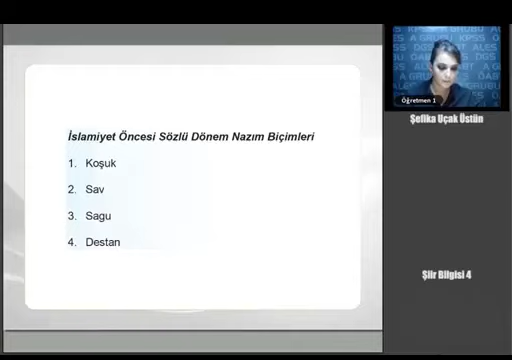 İslamiyet Öncesi Sözlü Dönem Nazım Biçimleri
1. Koşuk
2. Sav
3. Sagu
4. Destan
Öğretmen 1
Şefika Uçak Üstün
Şiir Bilgisi 4